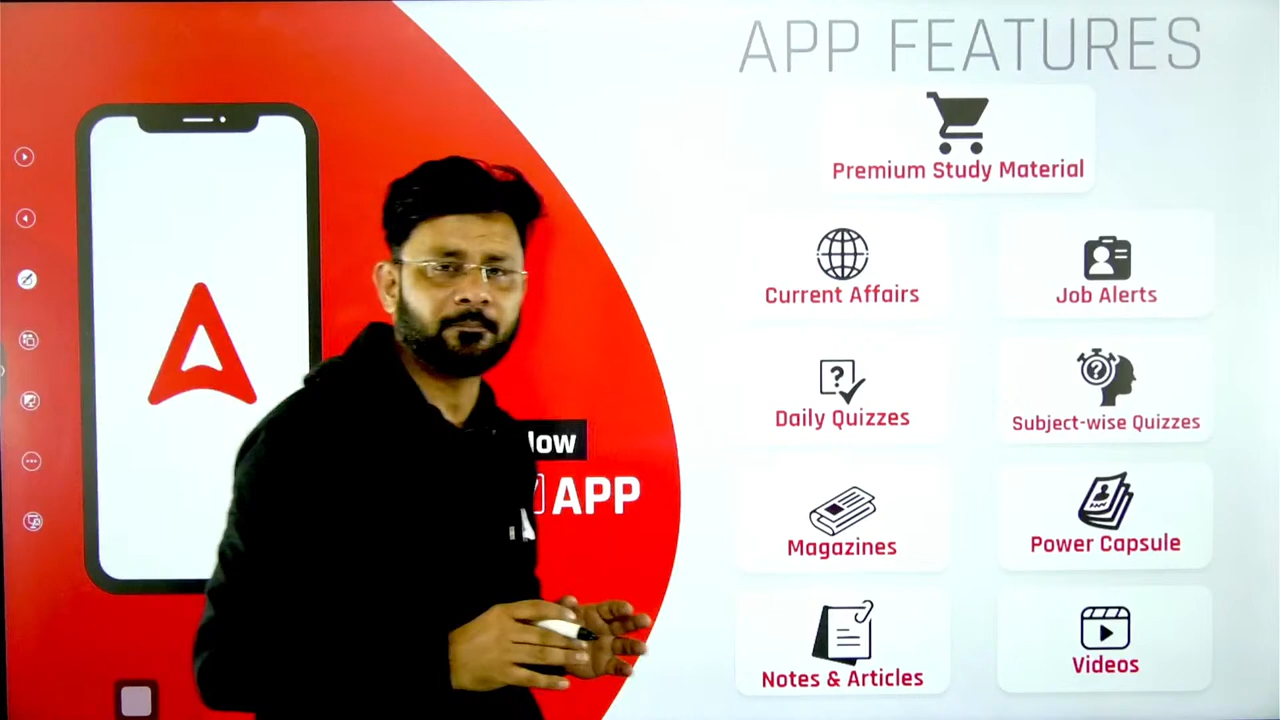 APP FEATURES
Premium Study Material
Current Affairs
Job Alerts
Daily Quizzes
Subject-wise Quizzes
APP
Magazines
Power Capsule
Notes & Articles
Videos